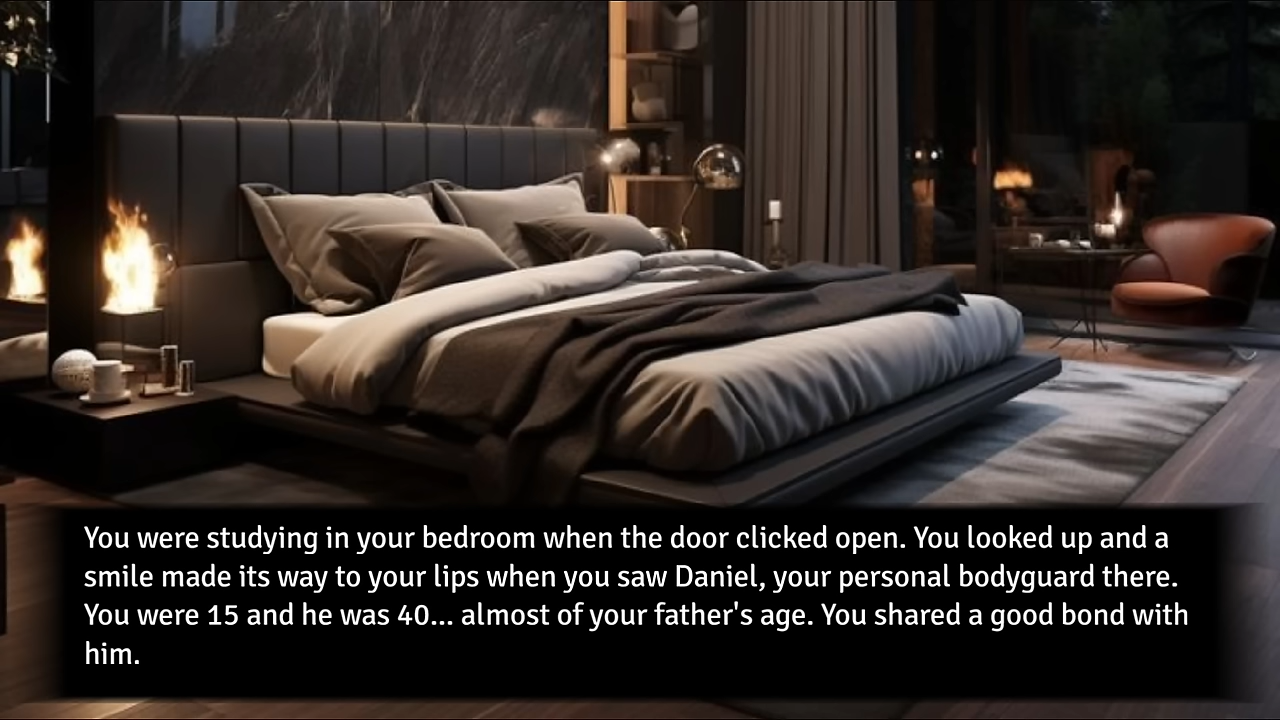 You were studying in your bedroom when the door clicked open. You looked up and a
smile made its way to your lips when you saw Daniel, your personal bodyguard there.
You were 15 and he was 40... almost of your father's age. You shared a good bond with
him.